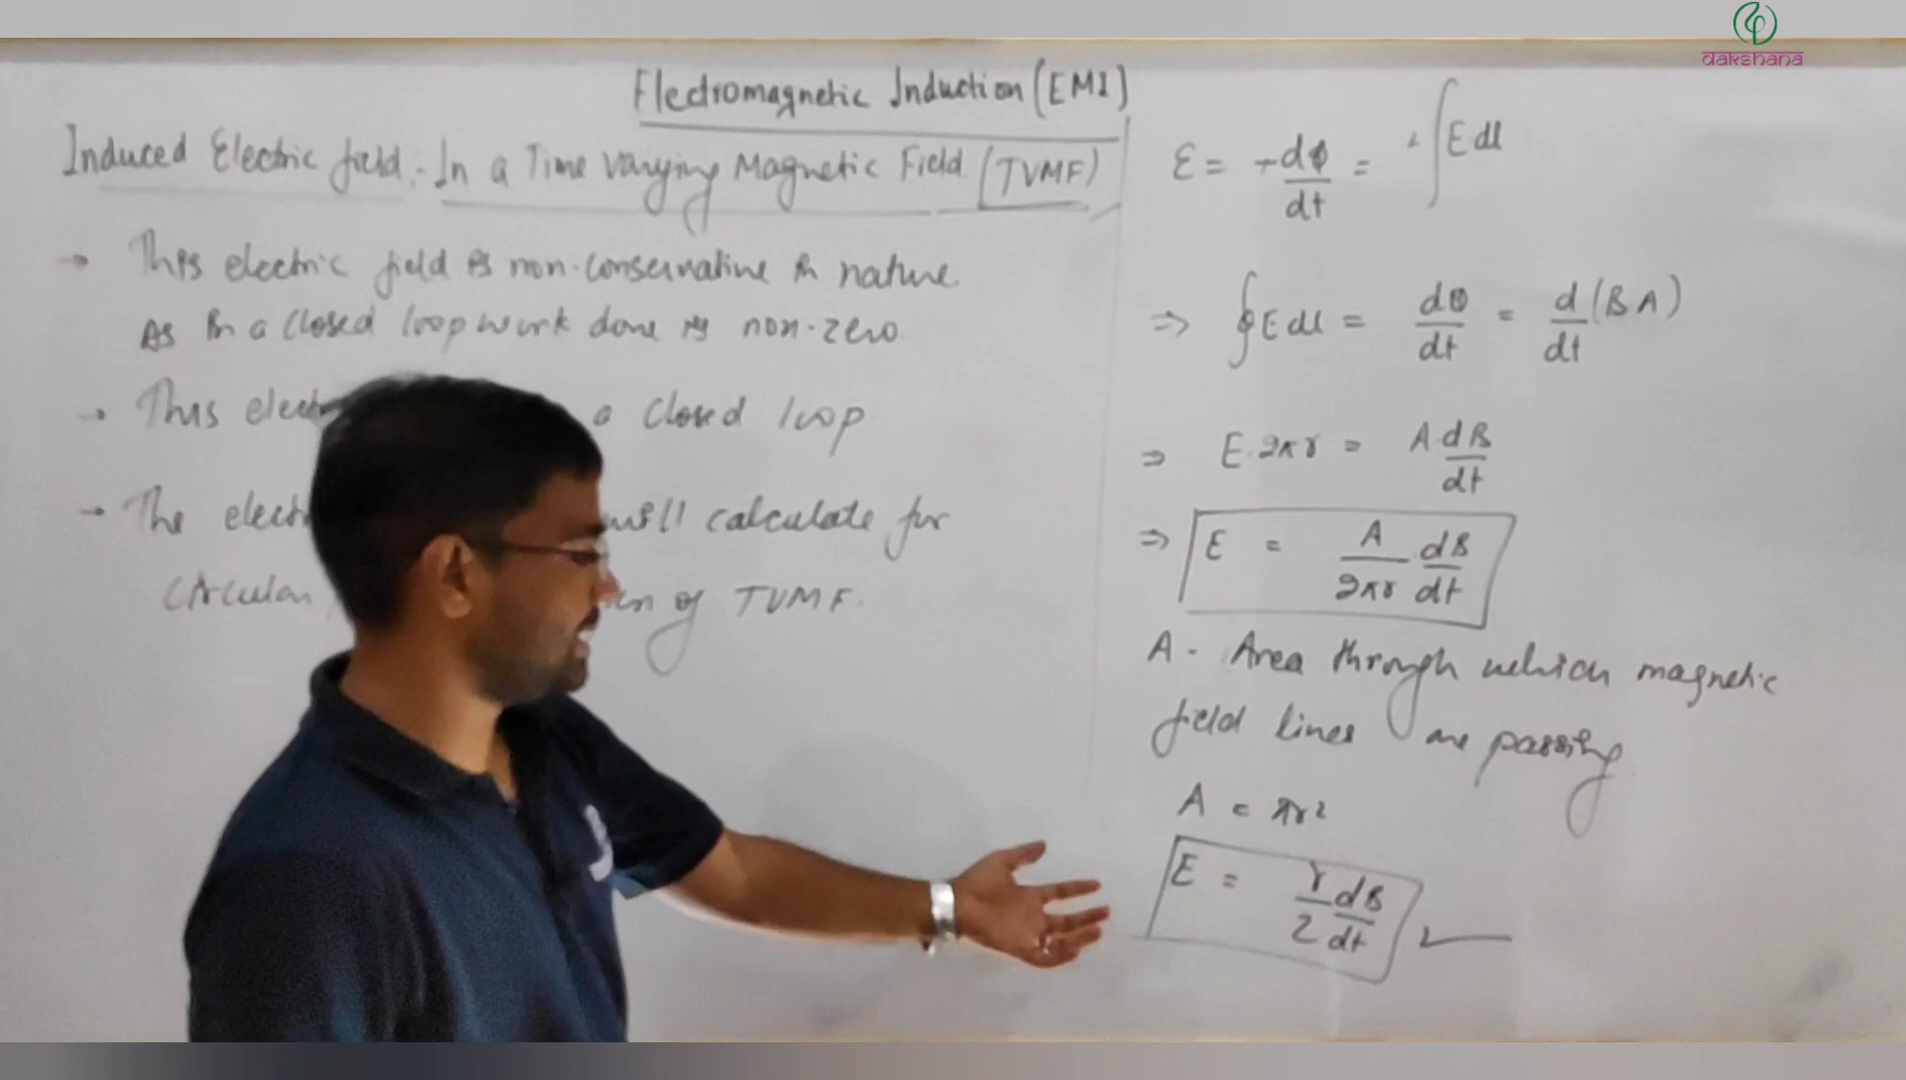 dakshana
Electromagnetic Induction (EMI)
Induced Electric field :- In a Time varying Magnetic Field (TVMF)
→ This electric field is non-conservative in nature
As in a closed loop work done is non-zero
→ This a closed loop
→ The will calculate for
circular of TVMF.
ε = -dφ/dt = ∫E dl
⇒ ∮E dl = dφ/dt = d/dt (BA)
⇒ E.2πr = A.dB/dt
⇒ E = A/2πr . dB/dt
A - Area through which magnetic
field lines are passing
A = πr²
E = r/2 dB/dt